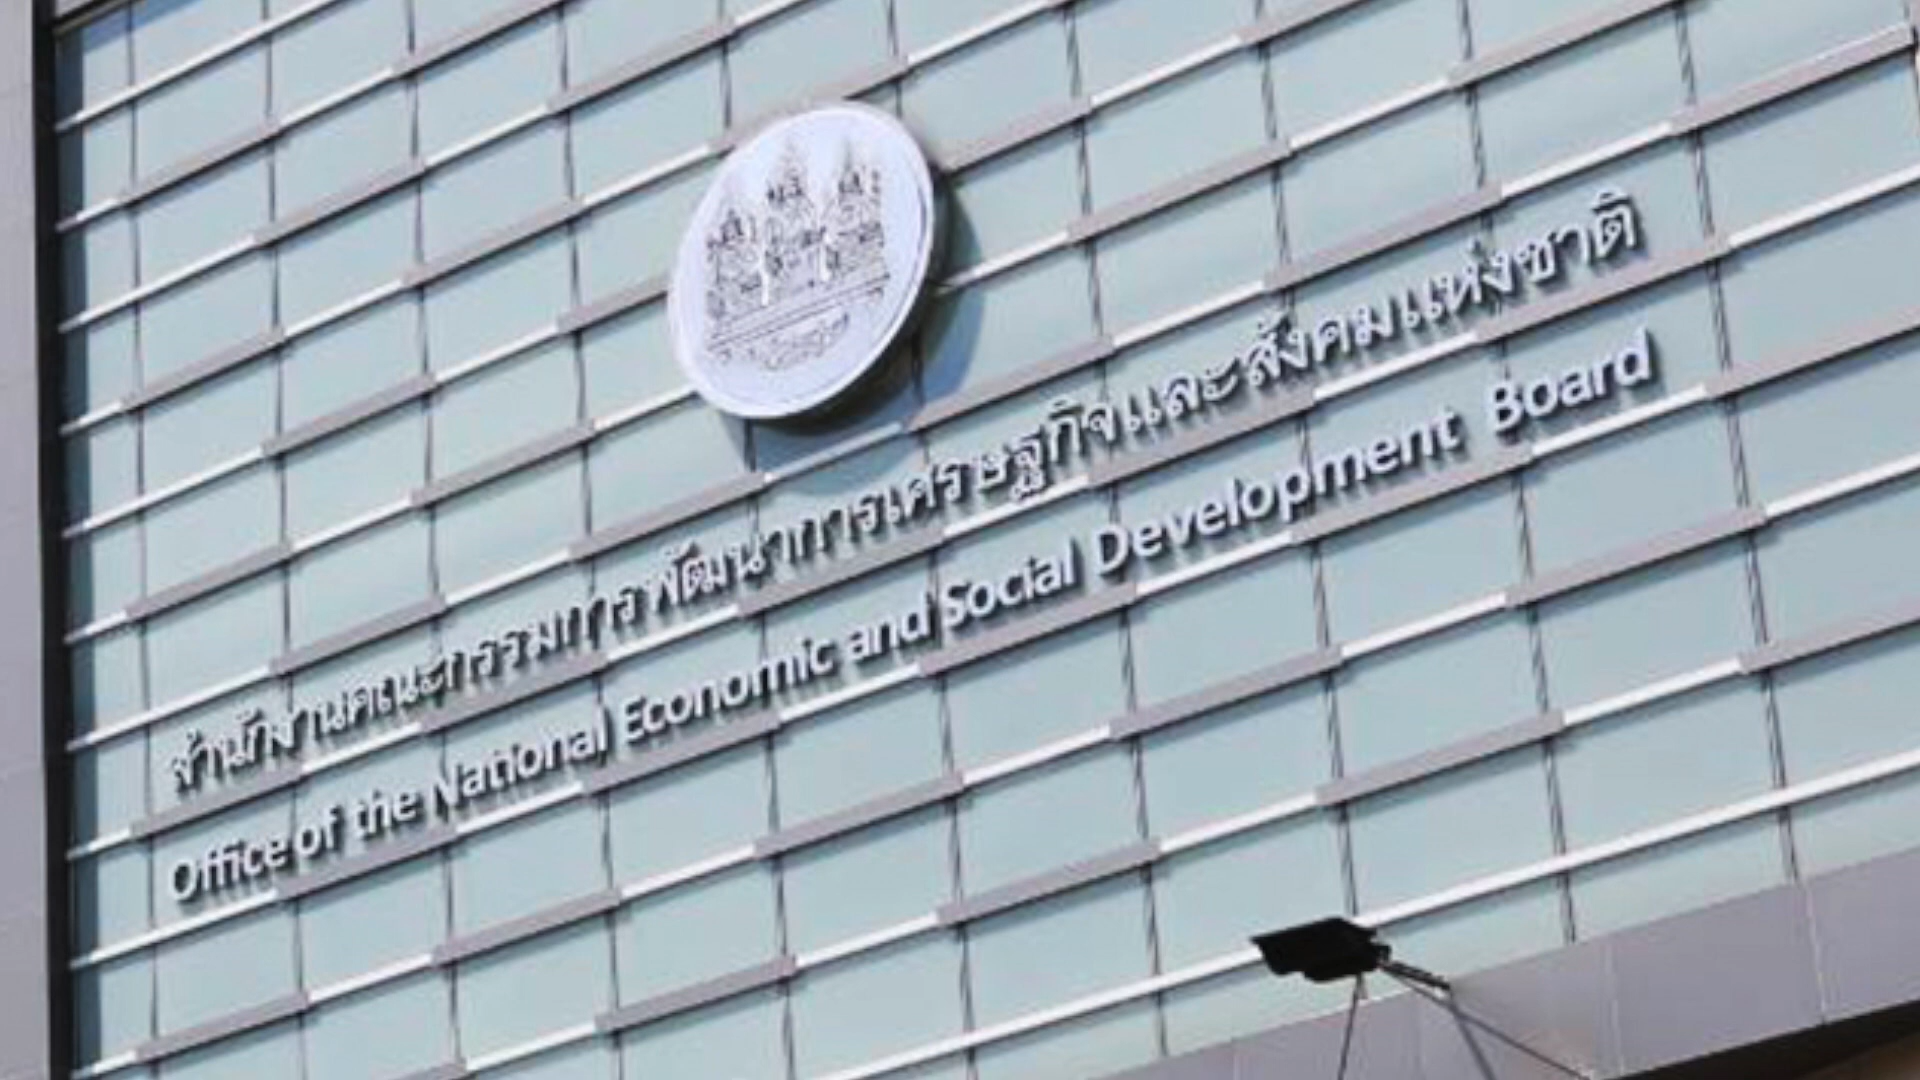 สำนักงานคณะกรรมการพัฒนาการเศรษฐกิจและสังคมแห่งชาติ
Office of the National Economic and Social Development Board